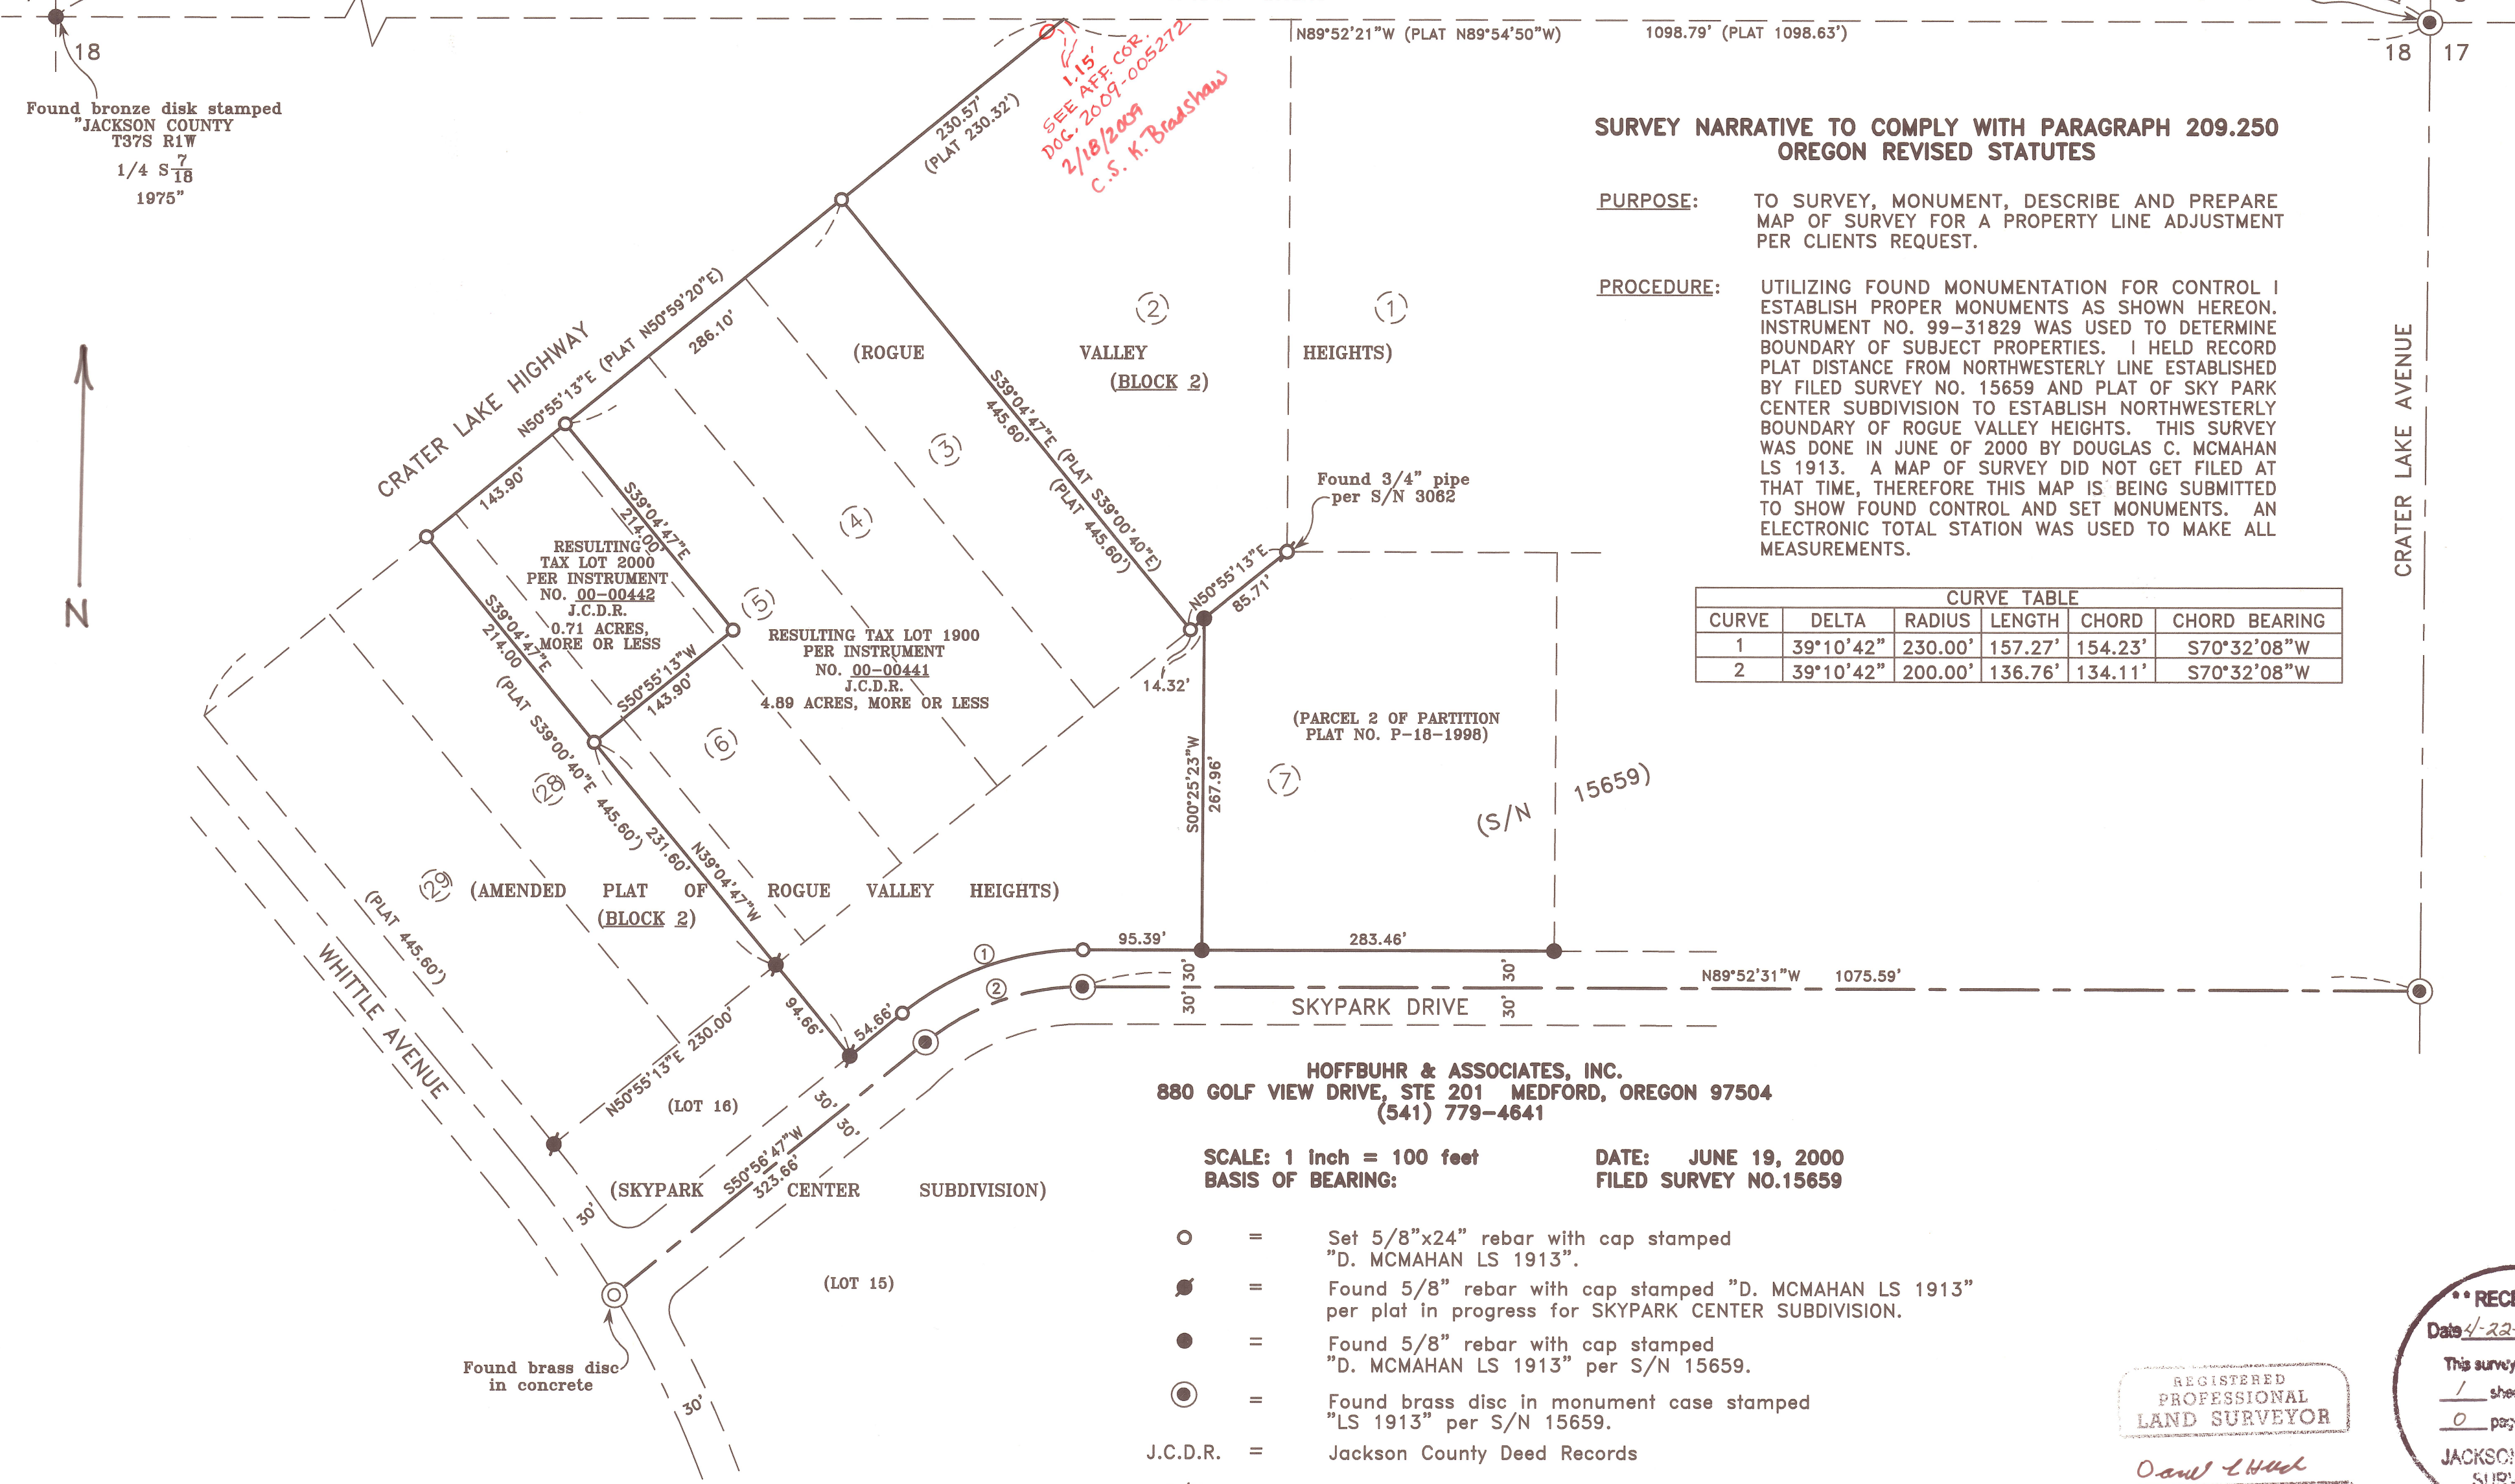 18
Found bronze disk stamped
"JACKSON COUNTY
T37S R1W
1/4 S 7/18
1975"
N89°52'21"W (PLAT N89°54'50"W)
1098.79' (PLAT 1098.63')
18 17
1.15'
SEE AFF. COR.
DOC. 2009-005272
2/18/2009
C.S. K. Bradshaw
230.57'
(PLAT 230.32')
SURVEY NARRATIVE TO COMPLY WITH PARAGRAPH 209.250
OREGON REVISED STATUTES
PURPOSE: TO SURVEY, MONUMENT, DESCRIBE AND PREPARE
MAP OF SURVEY FOR A PROPERTY LINE ADJUSTMENT
PER CLIENTS REQUEST.
PROCEDURE: UTILIZING FOUND MONUMENTATION FOR CONTROL I
ESTABLISH PROPER MONUMENTS AS SHOWN HEREON.
INSTRUMENT NO. 99-31829 WAS USED TO DETERMINE
BOUNDARY OF SUBJECT PROPERTIES. I HELD RECORD
PLAT DISTANCE FROM NORTHWESTERLY LINE ESTABLISHED
BY FILED SURVEY NO. 15659 AND PLAT OF SKY PARK
CENTER SUBDIVISION TO ESTABLISH NORTHWESTERLY
BOUNDARY OF ROGUE VALLEY HEIGHTS. THIS SURVEY
WAS DONE IN JUNE OF 2000 BY DOUGLAS C. MCMAHAN
LS 1913. A MAP OF SURVEY DID NOT GET FILED AT
THAT TIME, THEREFORE THIS MAP IS BEING SUBMITTED
TO SHOW FOUND CONTROL AND SET MONUMENTS. AN
ELECTRONIC TOTAL STATION WAS USED TO MAKE ALL
MEASUREMENTS.
CRATER LAKE AVENUE
CURVE TABLE
CURVE DELTA RADIUS LENGTH CHORD CHORD BEARING
1 39°10'42" 230.00' 157.27' 154.23' S70°32'08"W
2 39°10'42" 200.00' 136.76' 134.11' S70°32'08"W
N
CRATER LAKE HIGHWAY
N50°55'13"E (PLAT N50°59'20"E)
286.10'
143.90'
(ROGUE VALLEY HEIGHTS)
(BLOCK 2)
2
1
3
4
5
6
7
28
29
S39°04'47"E (PLAT S39°00'40"E)
445.60' (PLAT 445.60')
Found 3/4" pipe
per S/N 3062
N50°55'13"E
85.71'
14.32'
S39°04'47"E
214.00'
RESULTING
TAX LOT 2000
PER INSTRUMENT
NO. 00-00442
J.C.D.R.
0.71 ACRES,
MORE OR LESS
S39°04'47"E
214.00
(PLAT S39°00'40"E 445.60')
S50°55'13"W
143.90'
RESULTING TAX LOT 1900
PER INSTRUMENT
NO. 00-00441
J.C.D.R.
4.89 ACRES, MORE OR LESS
(PARCEL 2 OF PARTITION
PLAT NO. P-18-1998)
S00°25'23"W
267.96'
(S/N 15659)
N39°04'47"W
231.60'
(AMENDED PLAT OF ROGUE VALLEY HEIGHTS)
(BLOCK 2)
(PLAT 445.60')
WHITTLE AVENUE
95.39'
283.46'
1
2
30' 30'
30' 30'
SKYPARK DRIVE
N89°52'31"W 1075.59'
94.66'
54.66'
N50°55'13"E 230.00'
(LOT 16)
30'
30'
S50°56'47"W
323.66'
(SKYPARK CENTER SUBDIVISION)
30'
(LOT 15)
Found brass disc
in concrete
30'
HOFFBUHR & ASSOCIATES, INC.
880 GOLF VIEW DRIVE, STE 201 MEDFORD, OREGON 97504
(541) 779-4641
SCALE: 1 inch = 100 feet DATE: JUNE 19, 2000
BASIS OF BEARING: FILED SURVEY NO.15659
= Set 5/8"x24" rebar with cap stamped
"D. MCMAHAN LS 1913".
= Found 5/8" rebar with cap stamped "D. MCMAHAN LS 1913"
per plat in progress for SKYPARK CENTER SUBDIVISION.
= Found 5/8" rebar with cap stamped
"D. MCMAHAN LS 1913" per S/N 15659.
= Found brass disc in monument case stamped
"LS 1913" per S/N 15659.
J.C.D.R. = Jackson County Deed Records
REGISTERED
PROFESSIONAL
LAND SURVEYOR
** RECE
Date 4-22-
This survey
1 shee
0 pag
JACKSO
SUR